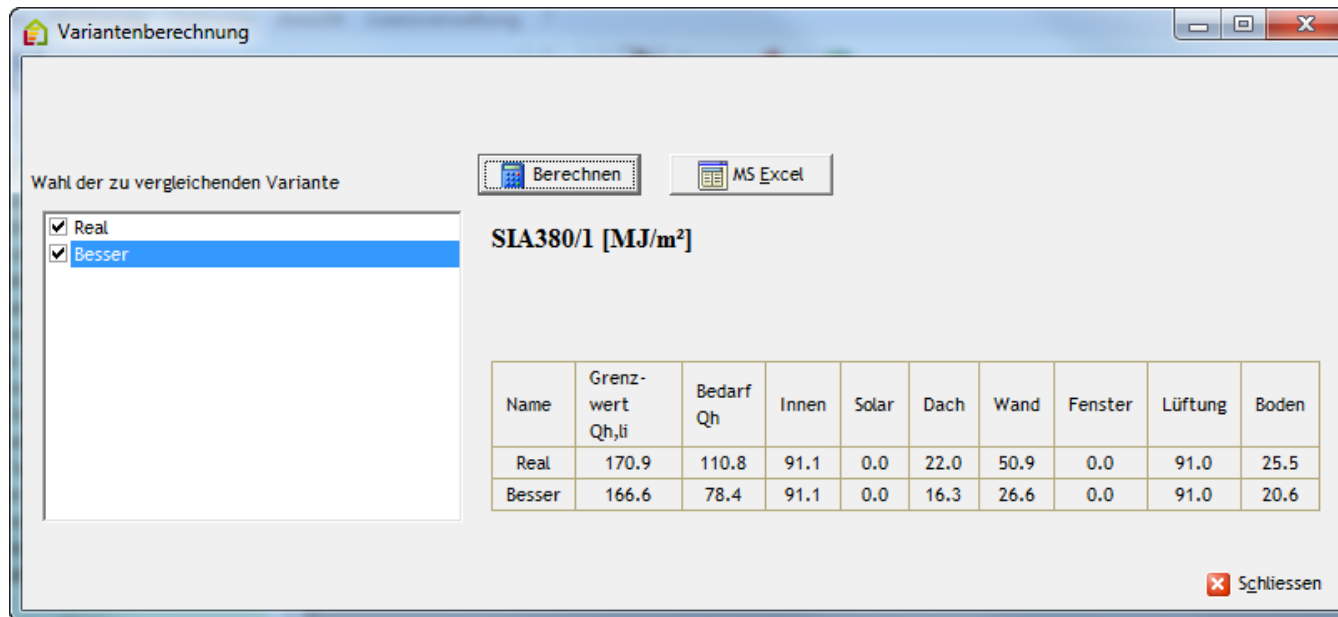 Variantenberechnung
Wahl der zu vergleichenden Variante
Real
Besser
Berechnen
MS Excel
SIA380/1 [MJ/m²]
Name Grenz- wert Qh,li Bedarf Qh Innen Solar Dach Wand Fenster Lüftung Boden
Real 170.9 110.8 91.1 0.0 22.0 50.9 0.0 91.0 25.5
Besser 166.6 78.4 91.1 0.0 16.3 26.6 0.0 91.0 20.6
Schliessen